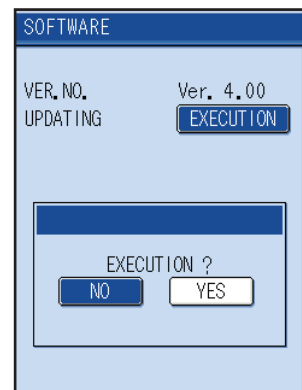 SOFTWARE
VER.NO. Ver. 4.00
UPDATING EXECUTION
EXECUTION ?
NO YES